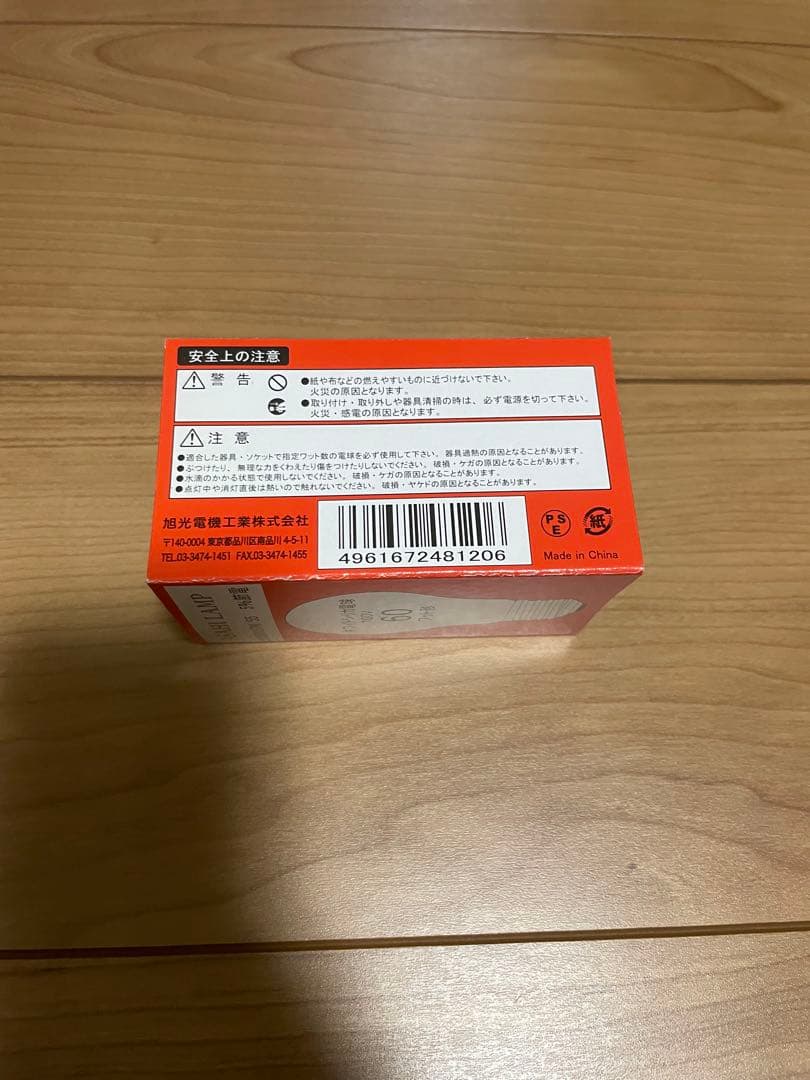 安全上の注意
警告
●紙や布などの燃えやすいものに近づけないで下さい。
火災の原因となります。
●取り付け・取り外しや器具清掃の時は、必ず電源を切って下さい。
火災・感電の原因となります。
注意
●適合した器具・ソケットで指定ワット数の電球を必ず使用して下さい。器具過熱の原因となることがあります。
●ぶつけたり、無理な力をくわえたり傷をつけたりしないでください。破損・ケガの原因となることがあります。
●水滴のかかる状態で使用しないでください。破損・ケガの原因となることがあります。
●点灯中や消灯直後は熱いので触れないでください。破損・ヤケドの原因となることがあります。
旭光電機工業株式会社
〒140-0004 東京都品川区南品川 4-5-11
TEL.03-3474-1451 FAX.03-3474-1455
4961672481206
PSE
紙
Made in China
ASAHI LAMP
5%節電
100V
60
ワット形